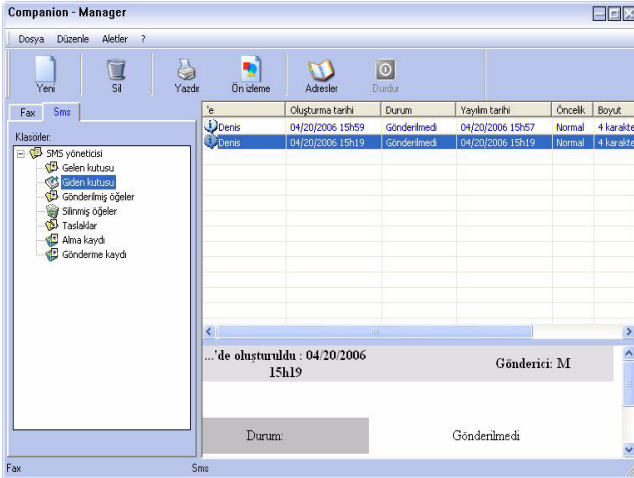 Companion - Manager
Dosya Düzenle Aletler ?
Yeni Sil Yazdır Ön izleme Adresler Durdur
Fax Sms
Klasörler:
SMS yöneticisi
Gelen kutusu
Giden kutusu
Gönderilmiş öğeler
Silinmiş öğeler
Taslaklar
Alma kaydı
Gönderme kaydı
'e Oluşturma tarihi Durum Yayılım tarihi Öncelik Boyut
Denis 04/20/2006 15h59 Gönderilmedi 04/20/2006 15h57 Normal 4 karakte
Denis 04/20/2006 15h19 Gönderilmedi 04/20/2006 15h19 Normal 4 karakte
...'de oluşturuldu : 04/20/2006
15h19
Gönderici: M
Durum: Gönderilmedi
Fax Sms